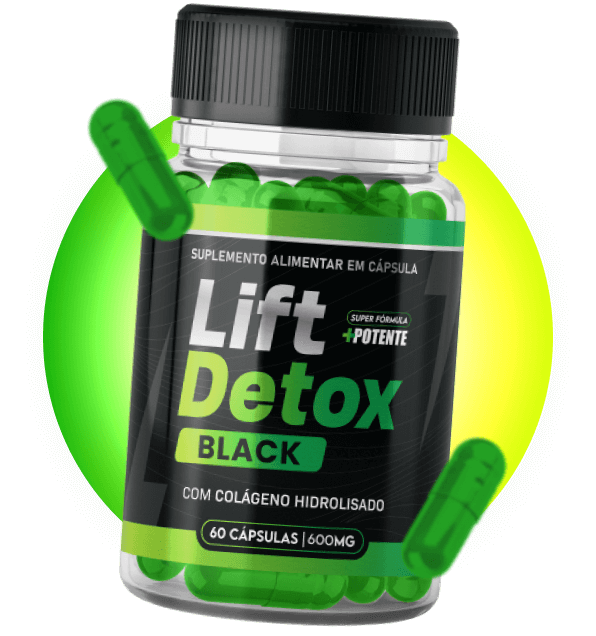 SUPLEMENTO ALIMENTAR EM CÁPSULA
Lift
SUPER FÓRMULA
+POTENTE
Detox
BLACK
COM COLÁGENO HIDROLISADO
60 CÁPSULAS | 600MG